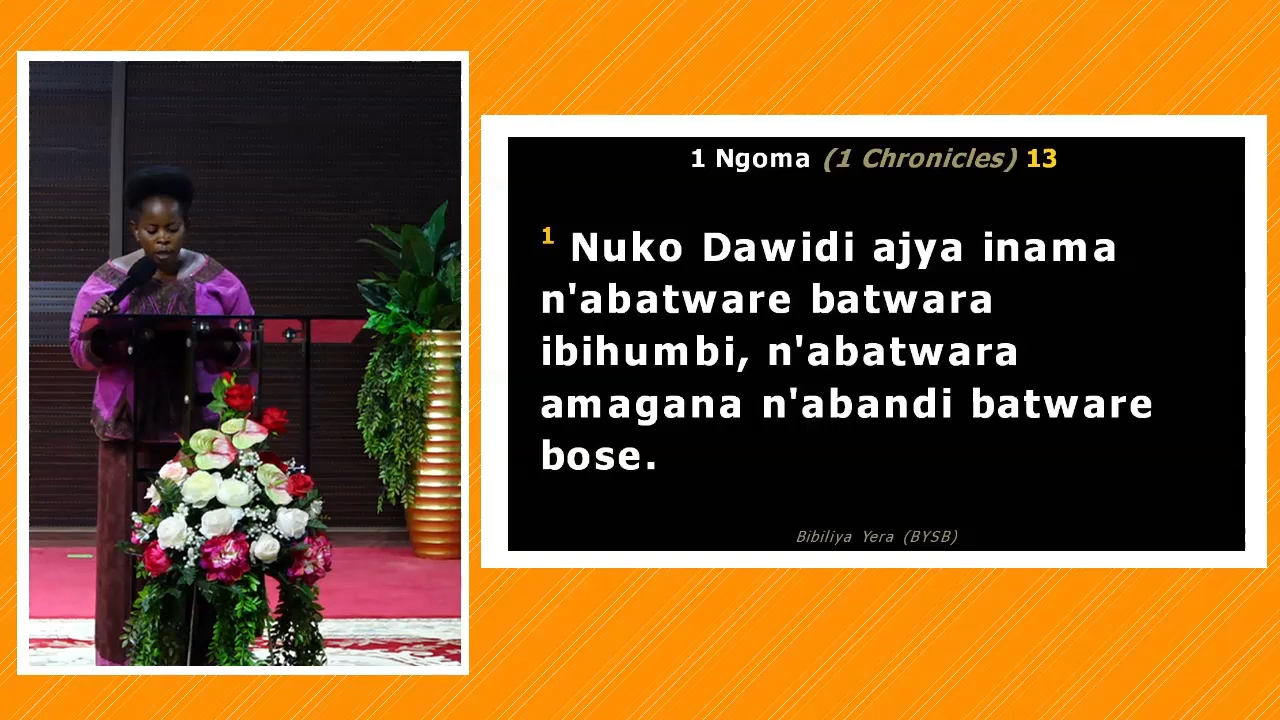 1 Ngoma (1 Chronicles) 13
1 Nuko Dawidi ajya inama
n'abatware batwara
ibihumbi, n'abatwara
amagana n'abandi batware
bose.
Bibiliya Yera (BYSB)